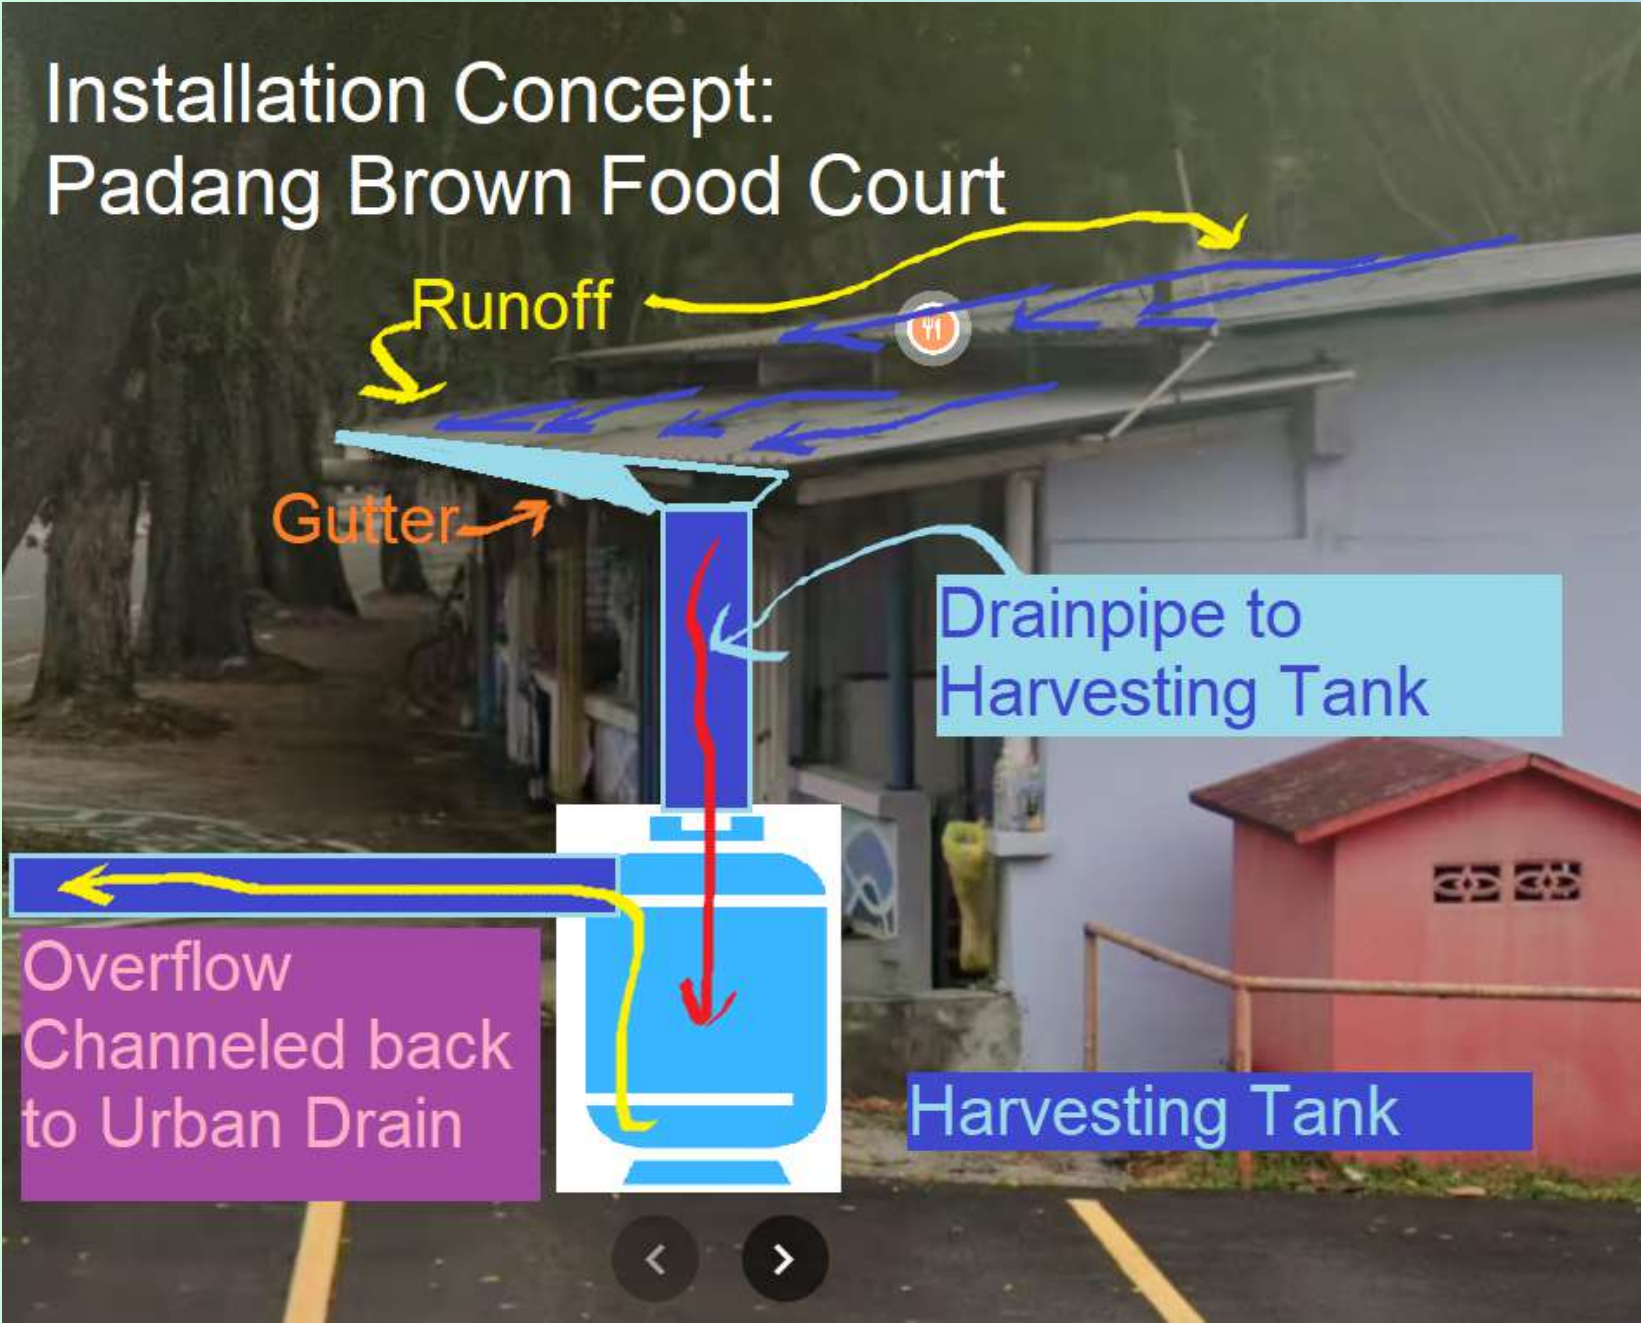 Installation Concept:
Padang Brown Food Court
Runoff
Gutter
Drainpipe to
Harvesting Tank
Overflow
Channeled back
to Urban Drain
Harvesting Tank